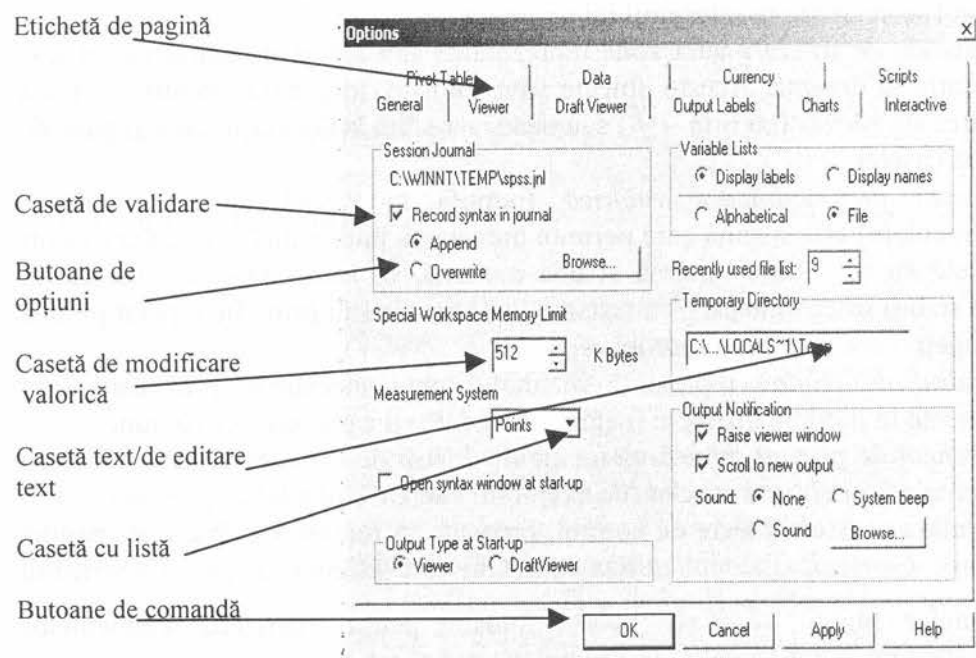 Etichetă de pagină
Casetă de validare
Butoane de
opțiuni
Casetă de modificare
valorică
Casetă text/de editare
text
Casetă cu listă
Butoane de comandă
Options
Pivot Table Data Currency Scripts
General Viewer Draft Viewer Output Labels Charts Interactive
Session Journal
C:\WINNT\TEMP\spss.jnl
Record syntax in journal
Append
Overwrite
Browse...
Special Workspace Memory Limit
512 K Bytes
Measurement System
Points
Open syntax window at start-up
Output Type at Start-up
Viewer DraftViewer
Variable Lists
Display labels Display names
Alphabetical File
Recently used file list: 9
Temporary Directory
C:\...\LOCALS~1\Temp
Output Notification
Raise viewer window
Scroll to new output
Sound: None System beep
Sound Browse...
OK Cancel Apply Help